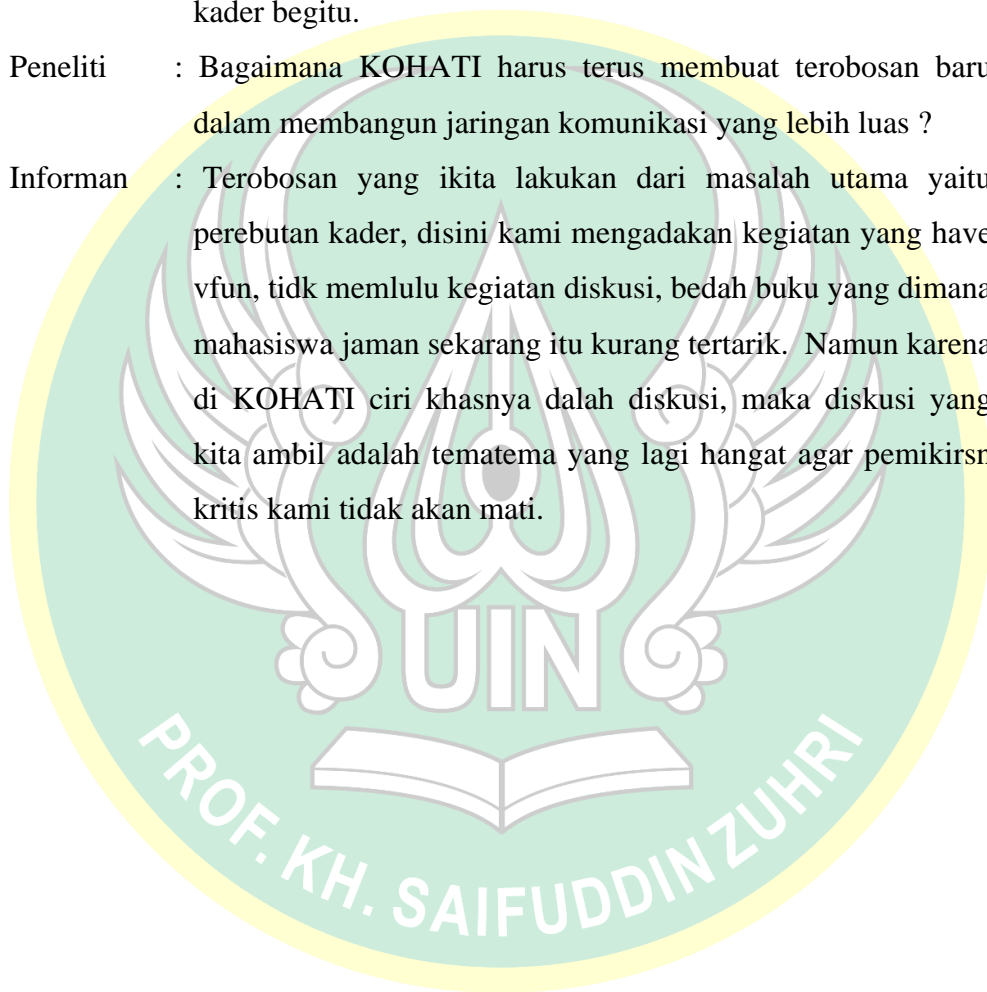 kader begitu.
Peneliti : Bagaimana KOHATI harus terus membuat terobosan baru
dalam membangun jaringan komunikasi yang lebih luas ?
Informan : Terobosan yang ikita lakukan dari masalah utama yaitu
perebutan kader, disini kami mengadakan kegiatan yang have
vfun, tidk memlulu kegiatan diskusi, bedah buku yang dimana
mahasiswa jaman sekarang itu kurang tertarik. Namun karena
di KOHATI ciri khasnya dalah diskusi, maka diskusi yang
kita ambil adalah tematema yang lagi hangat agar pemikirsn
kritis kami tidak akan mati.
UIN
PROF. KH. SAIFUDDIN ZUHRI